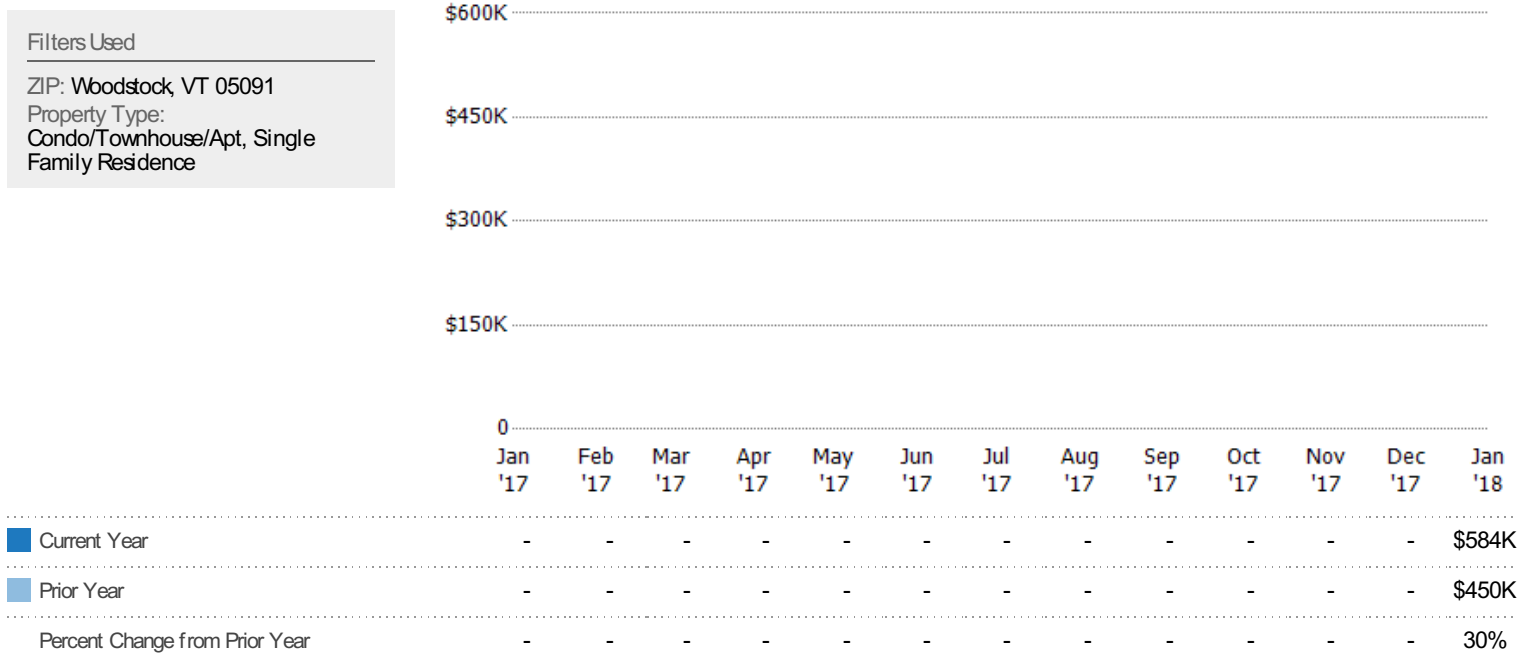 Filters Used
ZIP: Woodstock, VT 05091
Property Type:
Condo/Townhouse/Apt, Single
Family Residence
$600K
$450K
$300K
$150K
0
Jan Feb Mar Apr May Jun Jul Aug Sep Oct Nov Dec Jan
'17 '17 '17 '17 '17 '17 '17 '17 '17 '17 '17 '17 '18
Current Year - - - - - - - - - - - - $584K
Prior Year - - - - - - - - - - - - $450K
Percent Change from Prior Year - - - - - - - - - - - - 30%